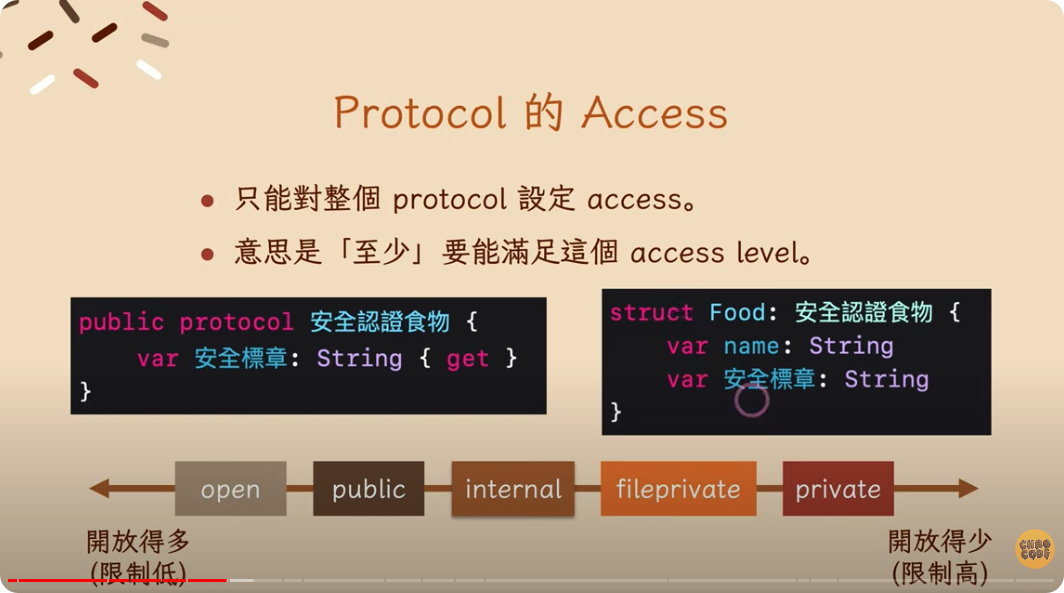 Protocol 的 Access
• 只能對整個 protocol 設定 access。
• 意思是「至少」要能滿足這個 access level。
public protocol 安全認證食物 {
    var 安全標章: String { get }
}
struct Food: 安全認證食物 {
    var name: String
    var 安全標章: String
}
open public internal fileprivate private
開放得多
(限制低)
開放得少
(限制高)
CHAO
CODE